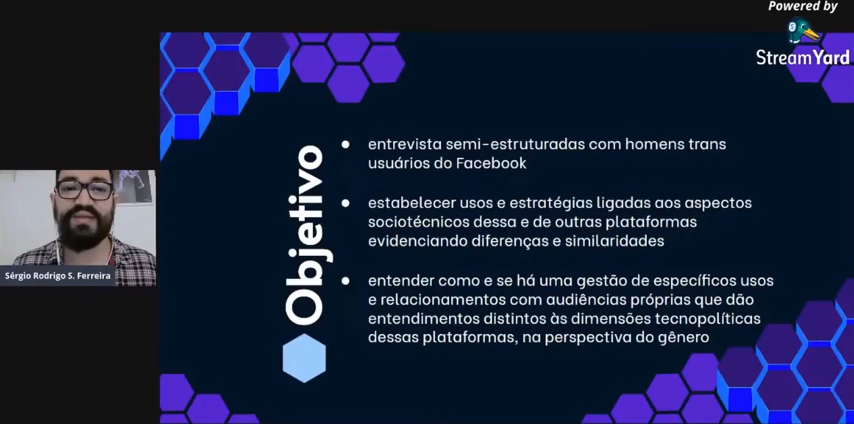 Powered by
StreamYard
Objetivo
entrevista semi-estruturadas com homens trans
usuários do Facebook
estabelecer usos e estratégias ligadas aos aspectos
sociotécnicos dessa e de outras plataformas
evidenciando diferenças e similaridades
entender como e se há uma gestão de específicos usos
e relacionamentos com audiências próprias que dão
entendimentos distintos às dimensões tecnopolíticas
dessas plataformas, na perspectiva do gênero
Sérgio Rodrigo S. Ferreira